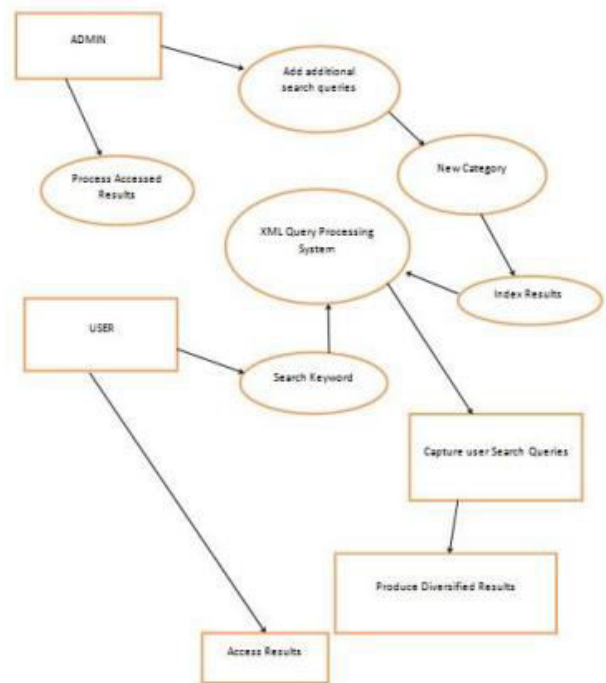 ADMIN
Add additional
search queries
Process Accessed
Results
New Category
XML Query Processing
System
Index Results
USER
Search Keyword
Capture user Search Queries
Produce Diversified Results
Access Results